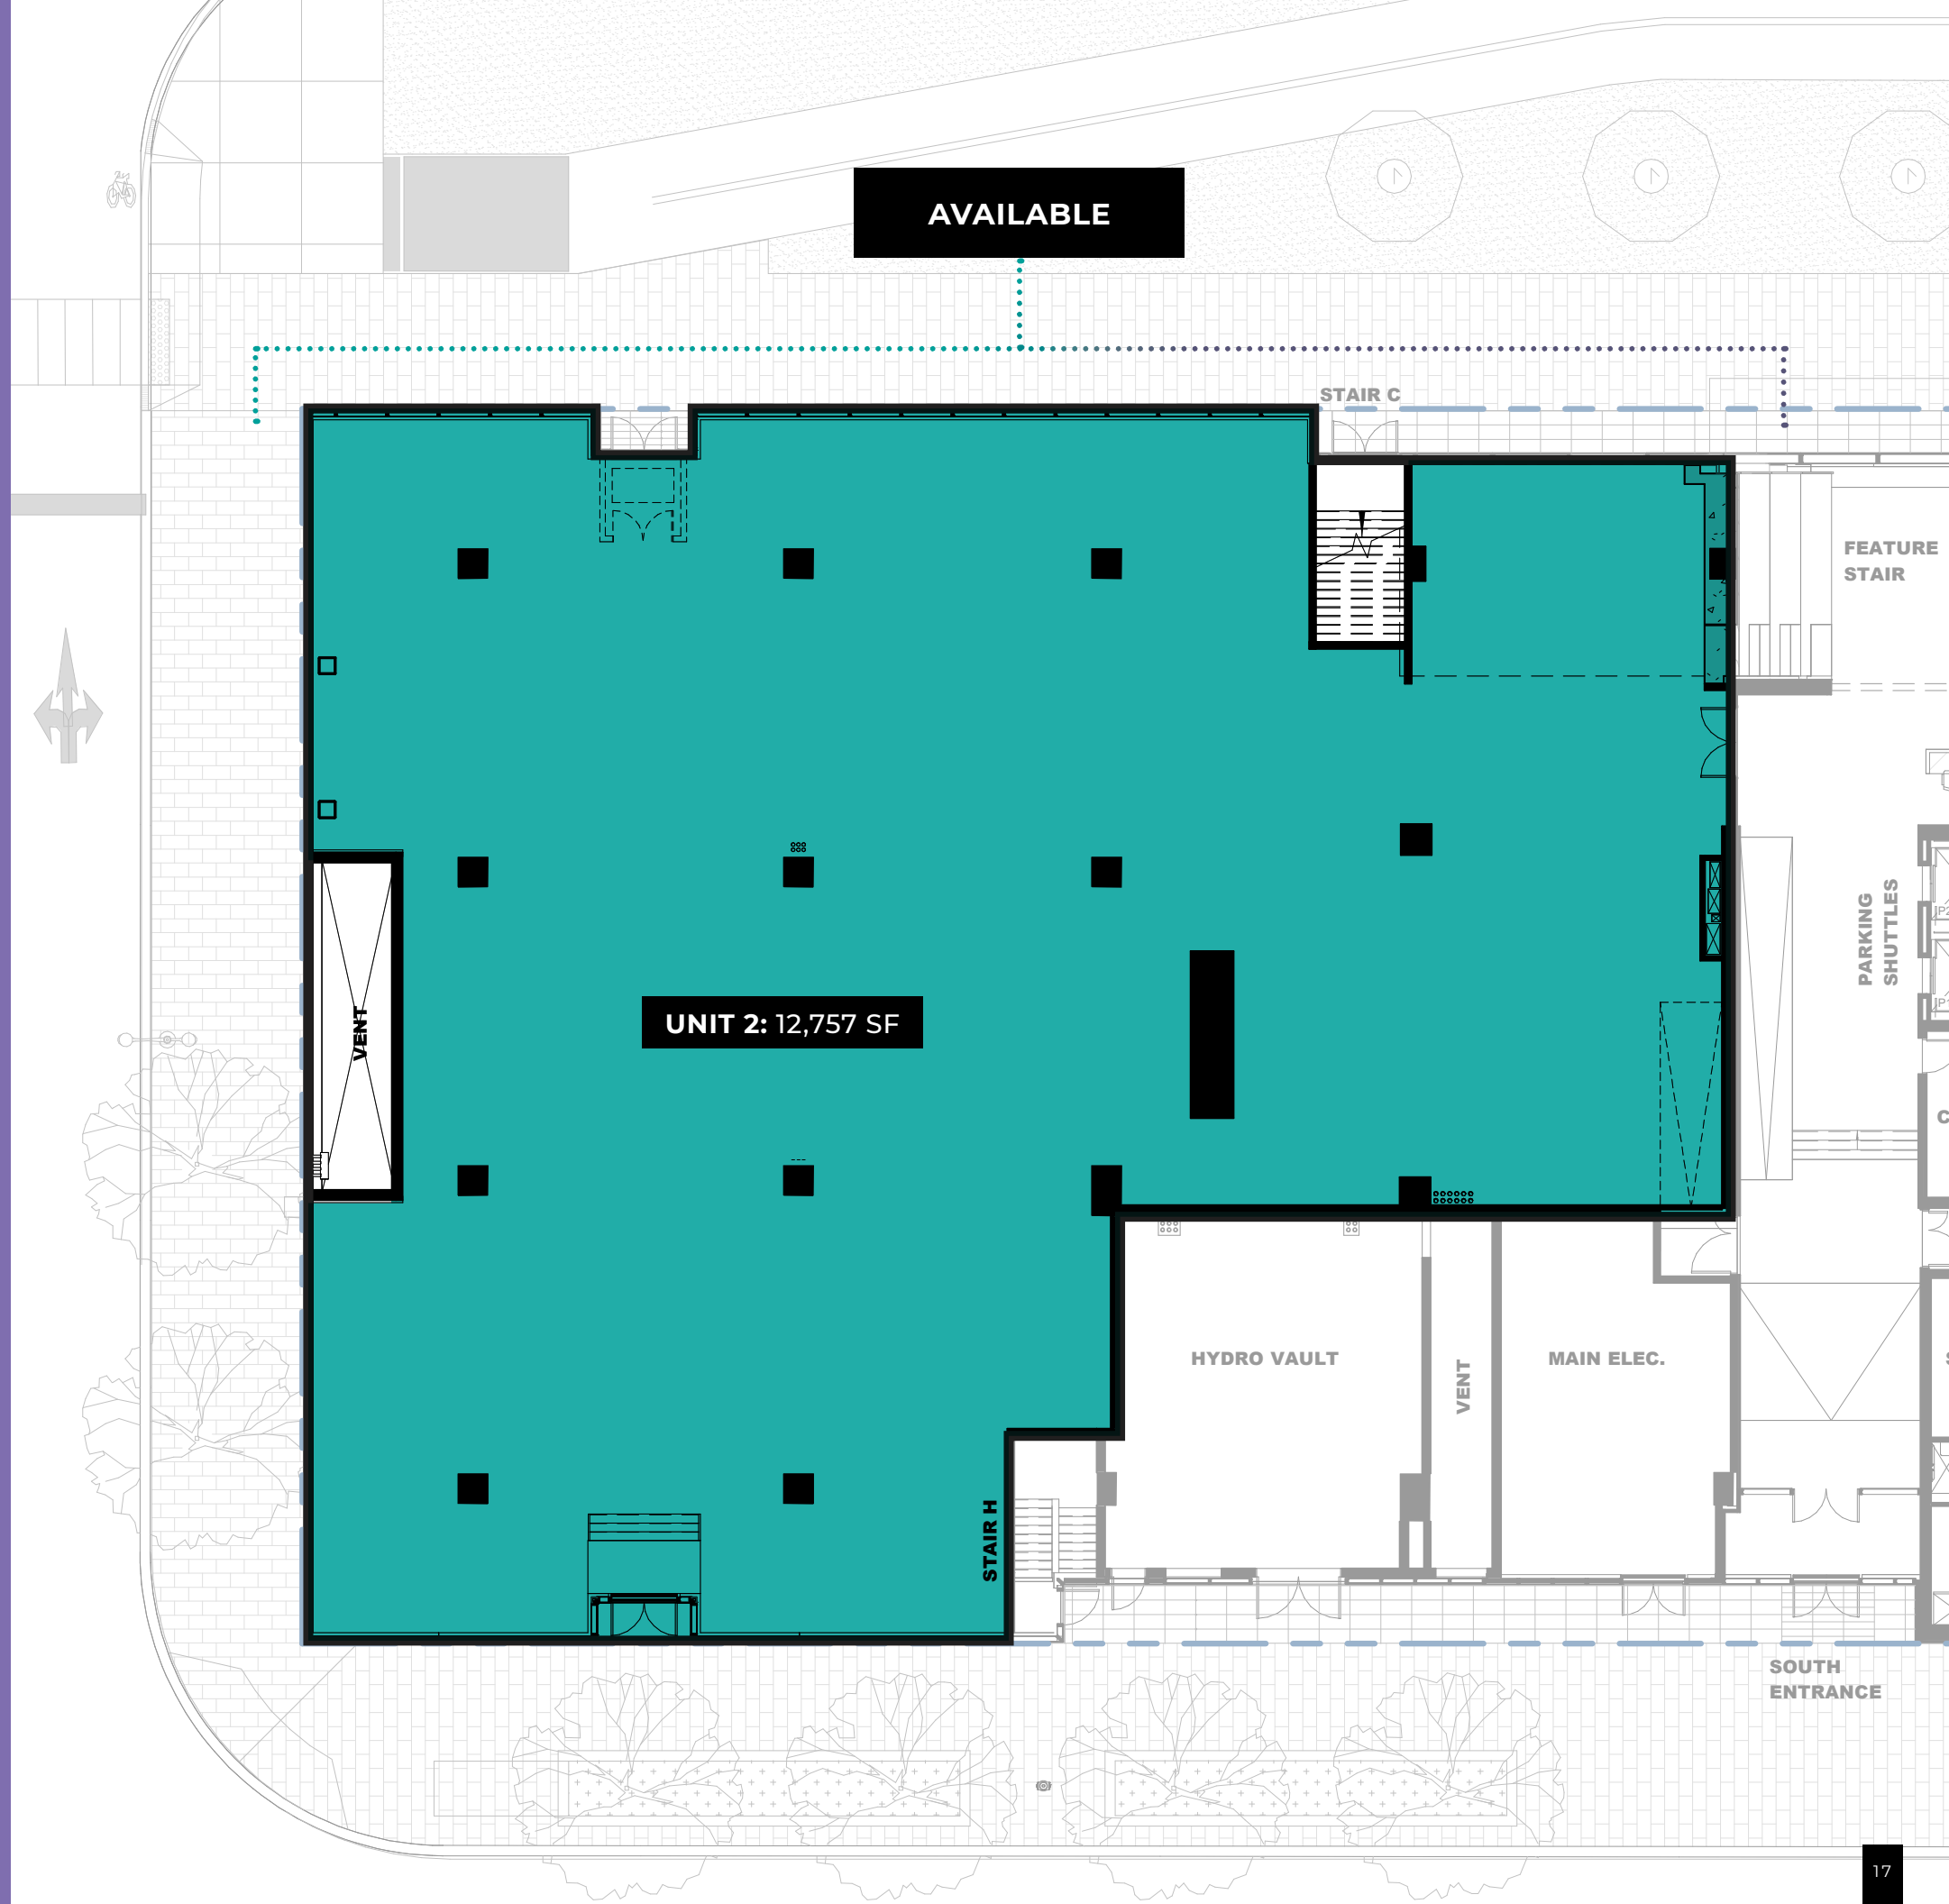 AVAILABLE
STAIR C
FEATURE
STAIR
PARKING
SHUTTLES
VENT
UNIT 2: 12,757 SF
HYDRO VAULT
VENT
MAIN ELEC.
STAIR H
SOUTH
ENTRANCE
17